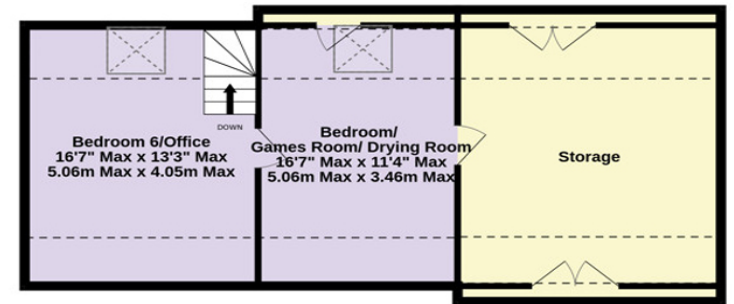 DOWN
Bedroom 6/Office
16'7" Max x 13'3" Max
5.06m Max x 4.05m Max
Bedroom/
Games Room/ Drying Room
16'7" Max x 11'4" Max
5.06m Max x 3.46m Max
Storage